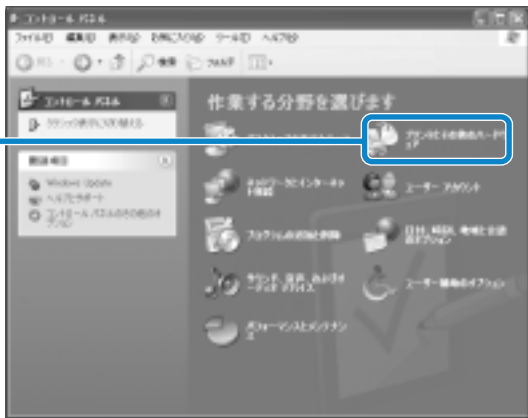 コントロール パネル
ファイル(F) 編集(E) 表示(V) お気に入り(A) ツール(T) ヘルプ(H)
戻る 検索 フォルダ
コントロール パネル
クラシック表示に切り替える
関連項目
Windows Update
ヘルプとサポート
コントロール パネルのその他のオプション
作業する分野を選びます
プリンタとその他のハードウェア
ネットワークとインターネット接続
ユーザー アカウント
プログラムの追加と削除
日付、時刻、地域と言語のオプション
サウンド、音声、およびオーディオ デバイス
ユーザー補助のオプション
パフォーマンスとメンテナンス